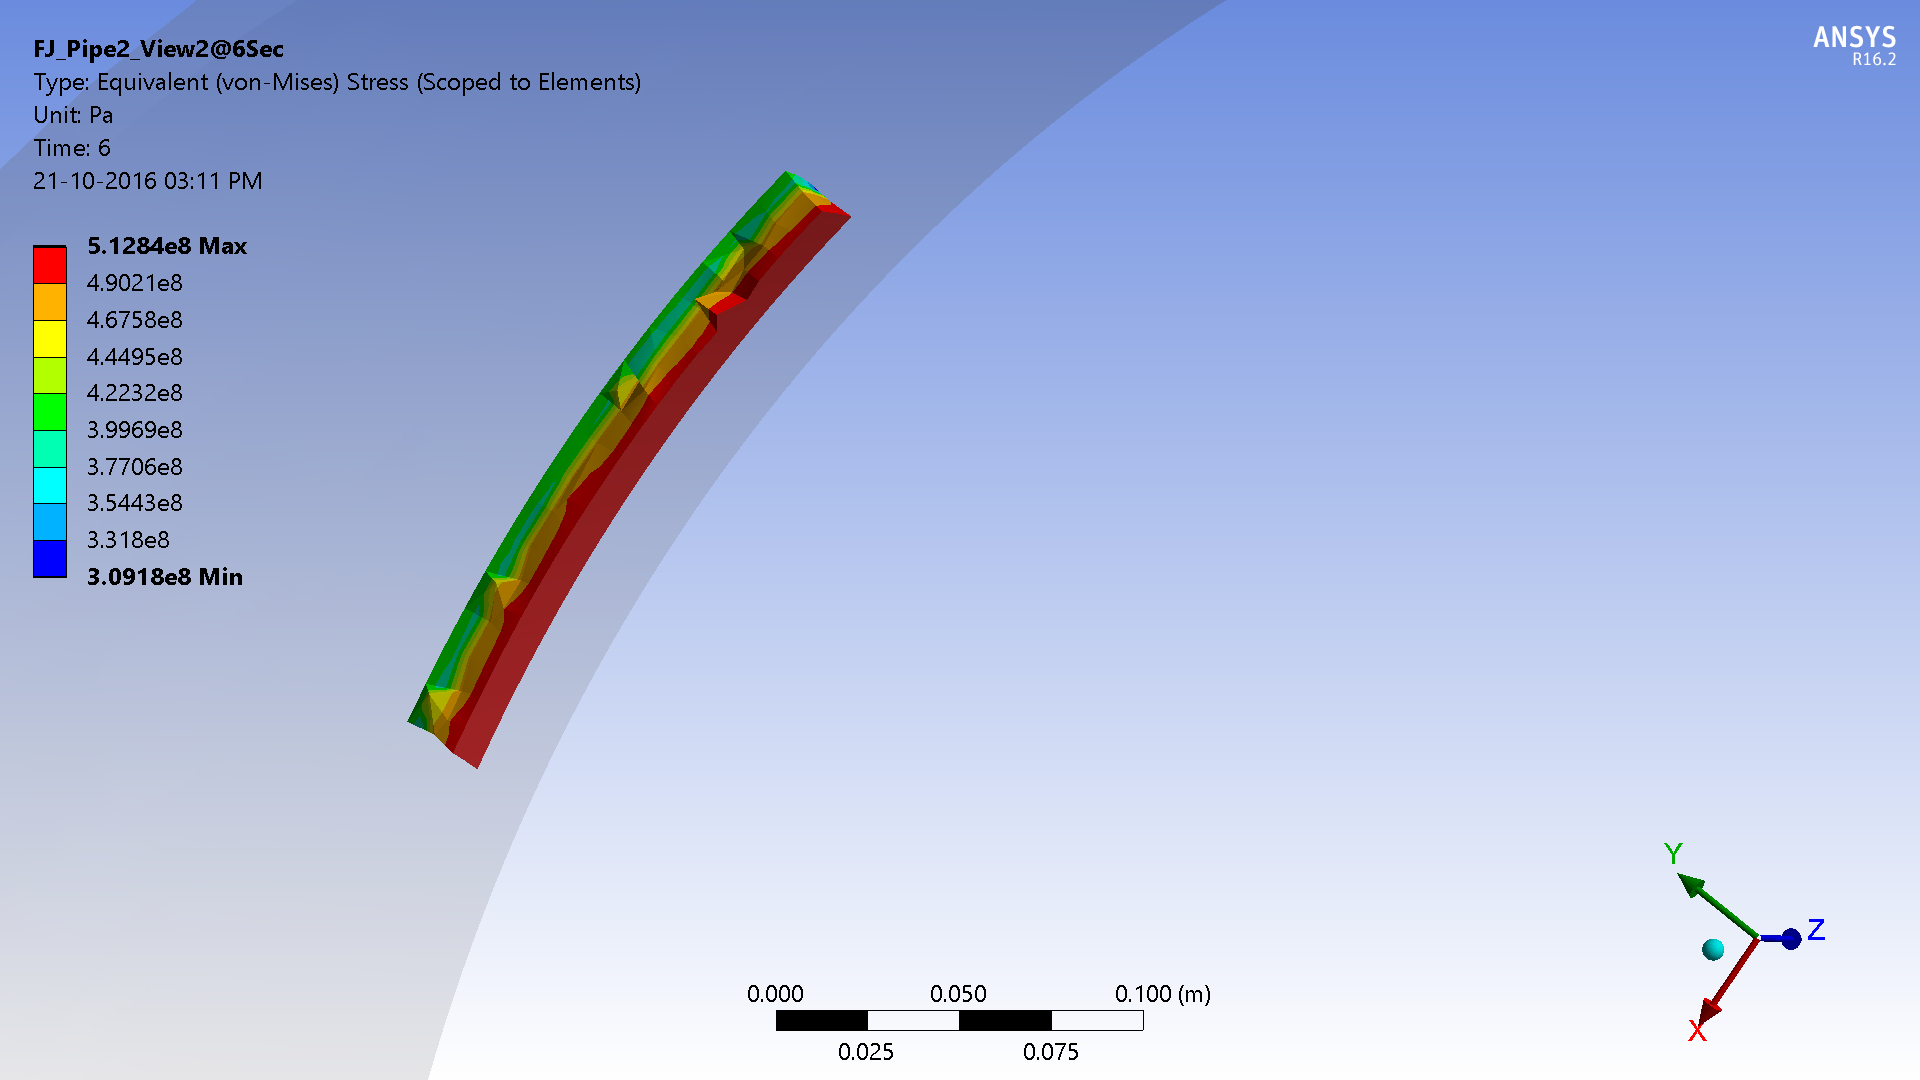 FJ_Pipe2_View2@6Sec
Type: Equivalent (von-Mises) Stress (Scoped to Elements)
Unit: Pa
Time: 6
21-10-2016 03:11 PM
ANSYS
R16.2
5.1284e8 Max
4.9021e8
4.6758e8
4.4495e8
4.2232e8
3.9969e8
3.7706e8
3.5443e8
3.318e8
3.0918e8 Min
Y
Z
X
0.000 0.050 0.100 (m)
0.025 0.075